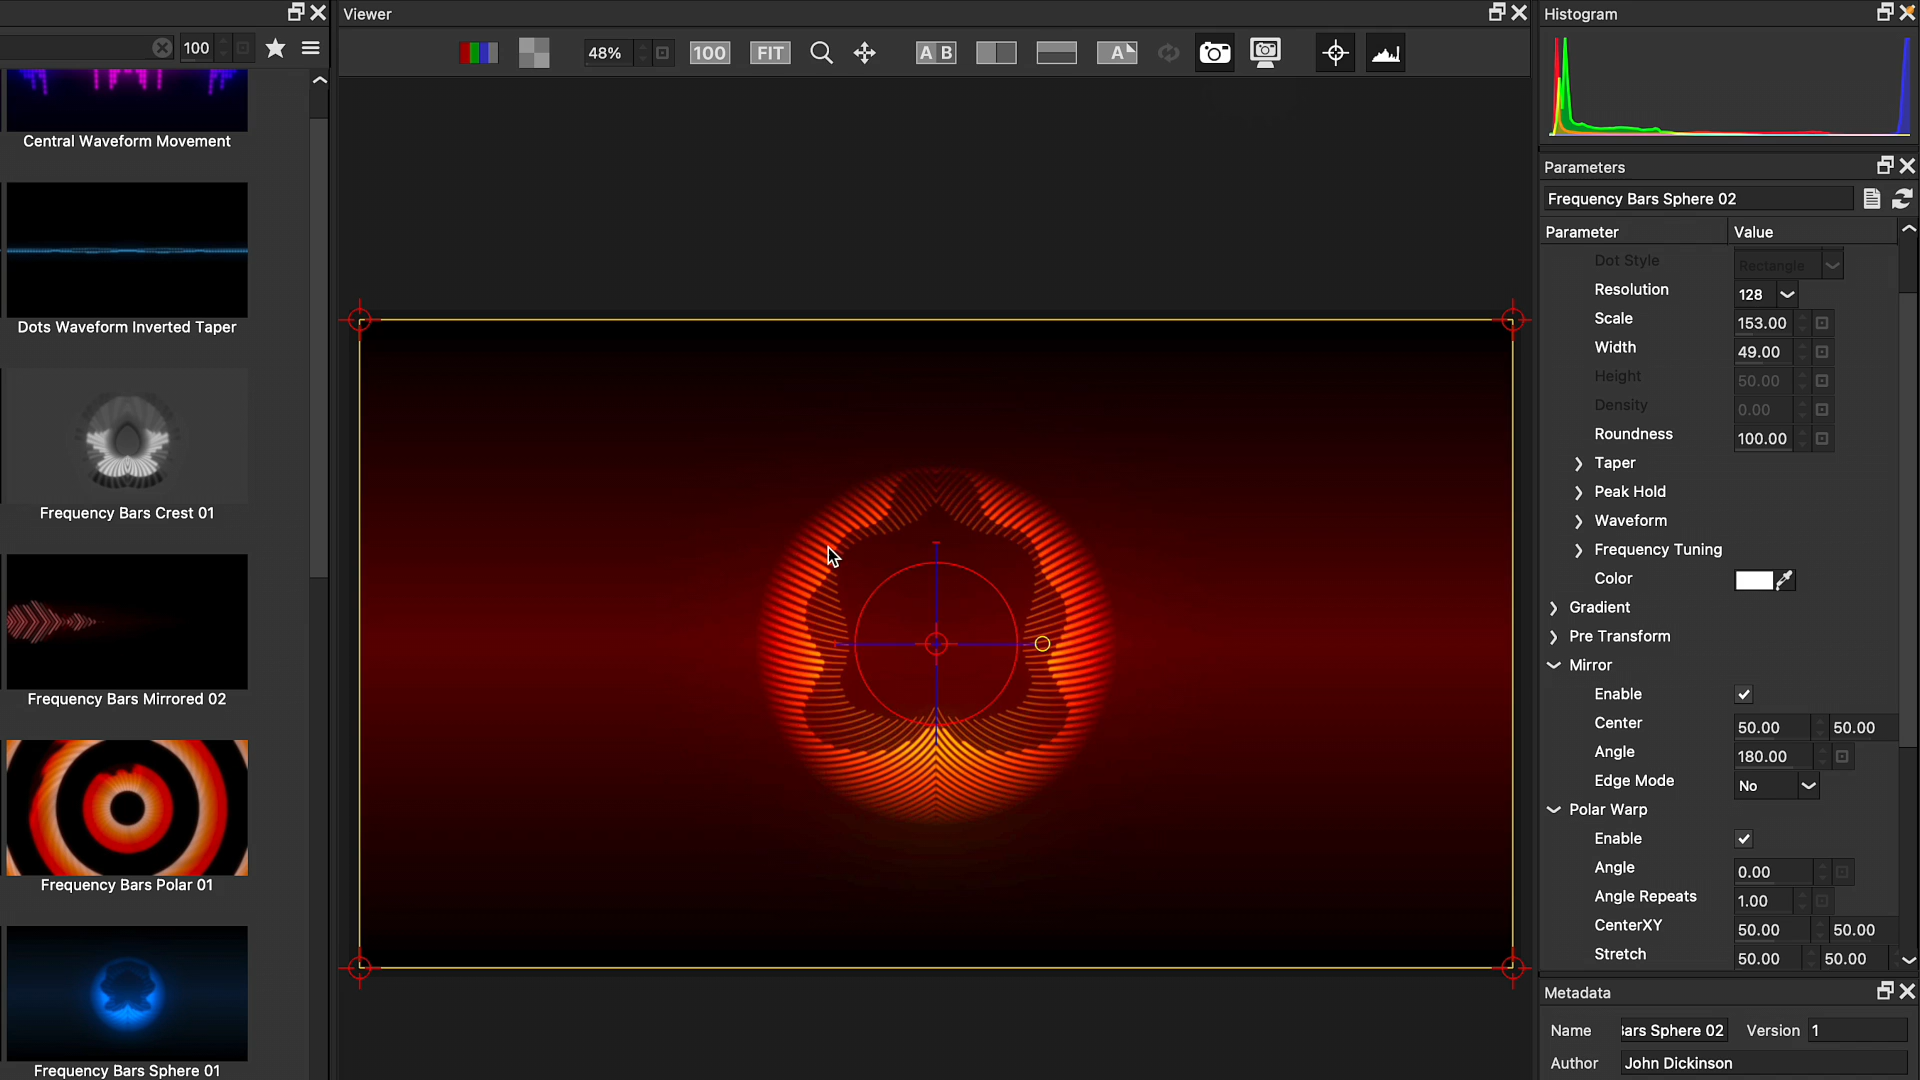 Viewer
Histogram
100
48%
100
FIT
A B
A
Central Waveform Movement
Dots Waveform Inverted Taper
Frequency Bars Crest 01
Frequency Bars Mirrored 02
Frequency Bars Polar 01
Frequency Bars Sphere 01
Parameters
Frequency Bars Sphere 02
Parameter Value
Dot Style Rectangle
Resolution 128
Scale 153.00
Width 49.00
Height 50.00
Density 0.00
Roundness 100.00
Taper
Peak Hold
Waveform
Frequency Tuning
Color
Gradient
Pre Transform
Mirror
Enable
Center 50.00 50.00
Angle 180.00
Edge Mode No
Polar Warp
Enable
Angle 0.00
Angle Repeats 1.00
CenterXY 50.00 50.00
Stretch 50.00 50.00
Metadata
Name Bars Sphere 02 Version 1
Author John Dickinson